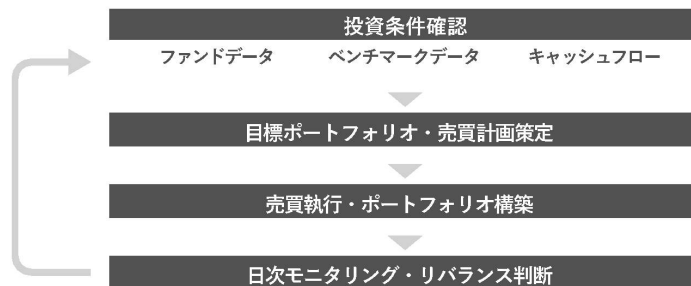 投資条件確認
ファンドデータ ベンチマークデータ キャッシュフロー
目標ポートフォリオ・売買計画策定
売買執行・ポートフォリオ構築
日次モニタリング・リバランス判断